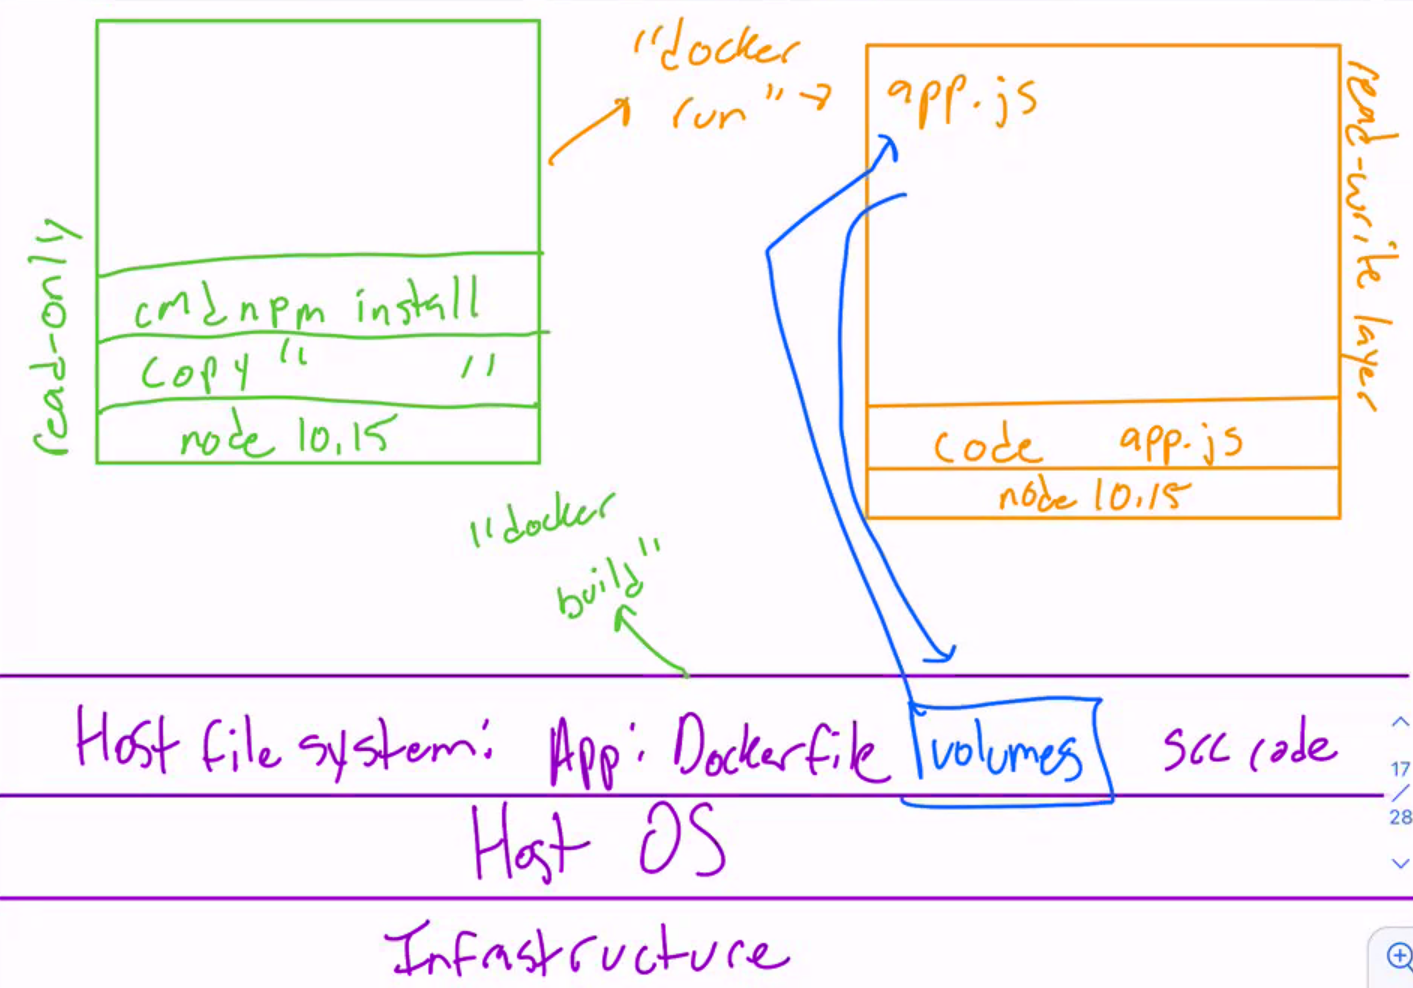 "docker
run" →
app.js
read-write layer
read-only
cmd npm install
copy " "
node 10.15
code app.js
node 10.15
"docker
build"
Host file system: App: Dockerfile volumes src code
17
/
28
Host OS
Infrastructure